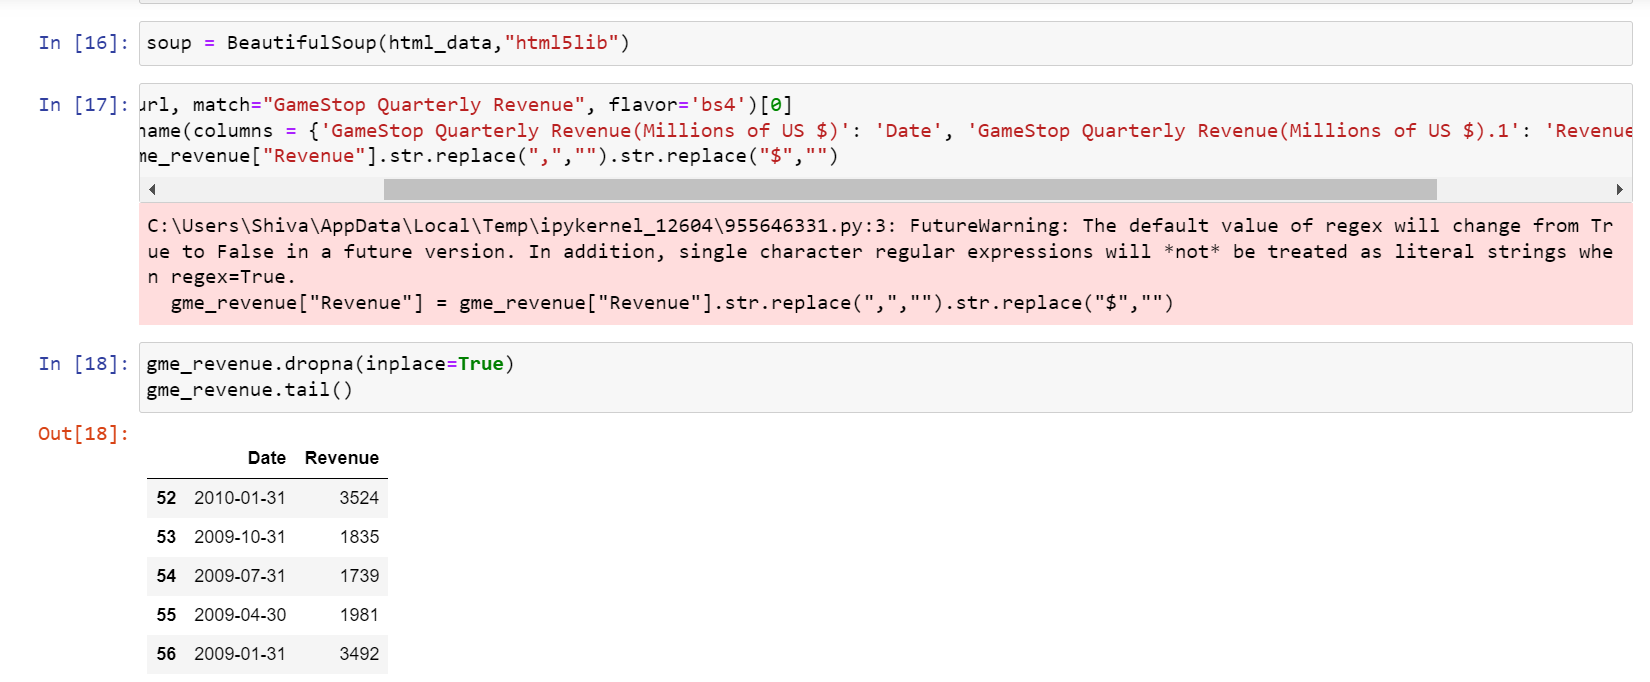 In [16]: soup = BeautifulSoup(html_data,"html5lib")
In [17]: url, match="GameStop Quarterly Revenue", flavor='bs4')[0]
name(columns = {'GameStop Quarterly Revenue(Millions of US $)': 'Date', 'GameStop Quarterly Revenue(Millions of US $).1': 'Revenue
me_revenue["Revenue"].str.replace(",","").str.replace("$","")
C:\Users\Shiva\AppData\Local\Temp\ipykernel_12604\955646331.py:3: FutureWarning: The default value of regex will change from Tr
ue to False in a future version. In addition, single character regular expressions will *not* be treated as literal strings whe
n regex=True.
gme_revenue["Revenue"] = gme_revenue["Revenue"].str.replace(",","").str.replace("$","")
In [18]: gme_revenue.dropna(inplace=True)
gme_revenue.tail()
Out[18]:
Date Revenue
52 2010-01-31 3524
53 2009-10-31 1835
54 2009-07-31 1739
55 2009-04-30 1981
56 2009-01-31 3492